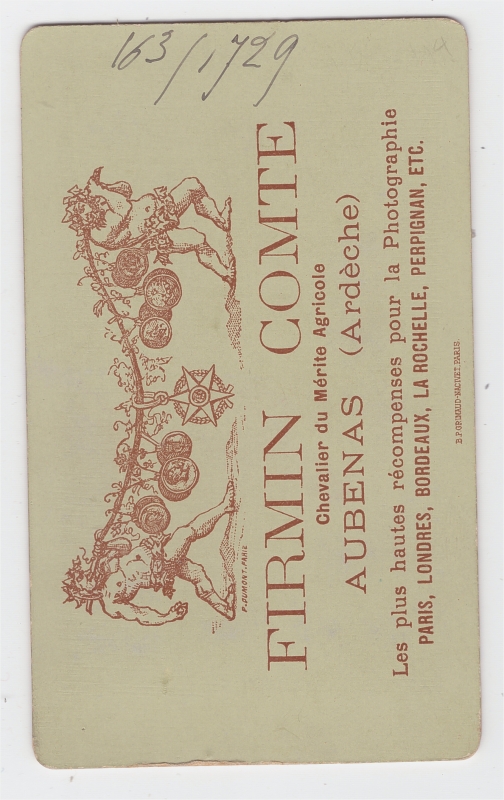 163/1729
P. DUMONT. PARIS
FIRMIN COMTE
Chevalier du Mérite Agricole
AUBENAS (Ardèche)
Les plus hautes récompenses pour la Photographie
PARIS, LONDRES, BORDEAUX, LA ROCHELLE, PERPIGNAN, ETC.